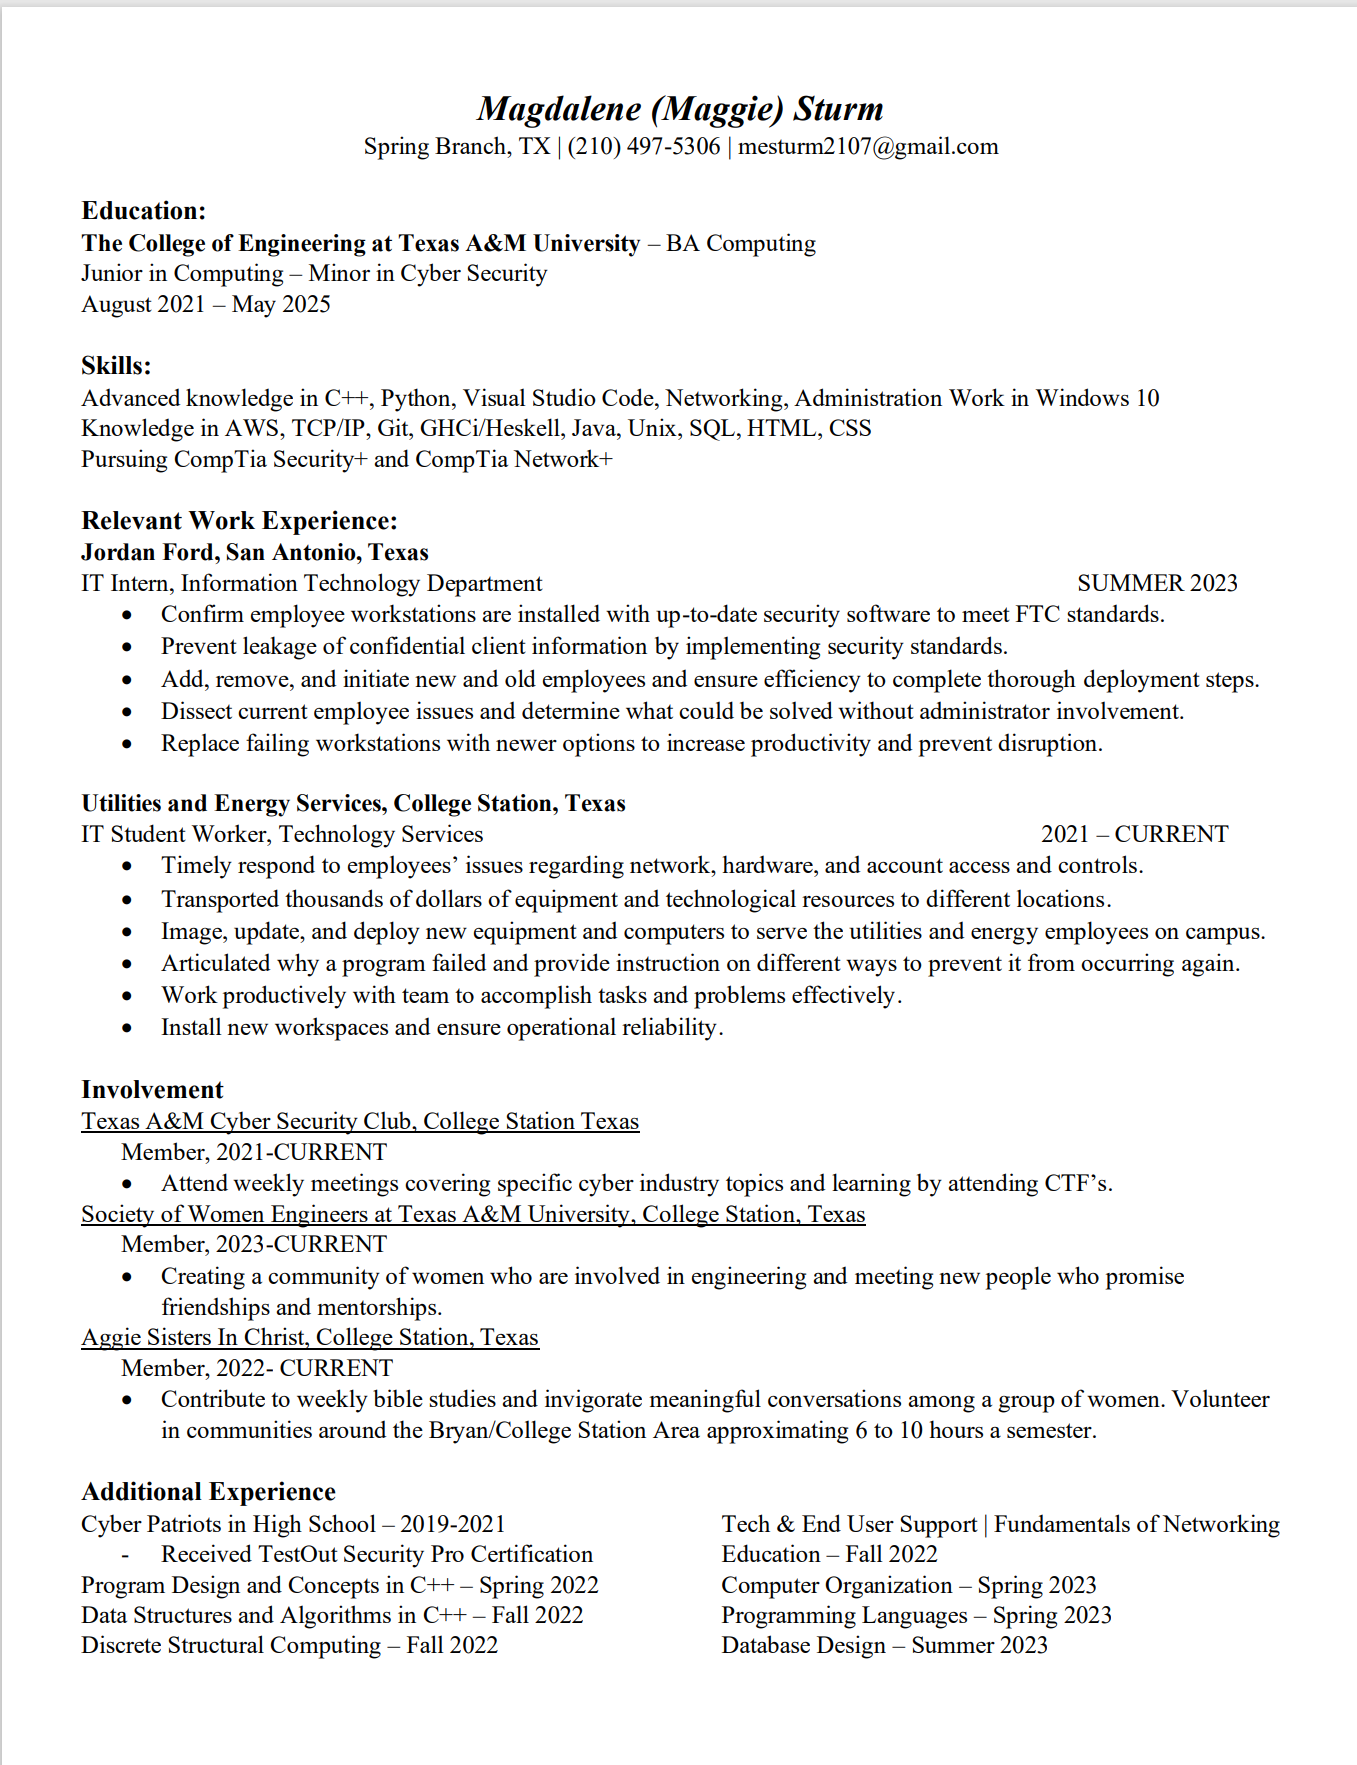 Magdalene (Maggie) Sturm
Spring Branch, TX | (210) 497-5306 | mesturm2107@gmail.com
Education:
The College of Engineering at Texas A&M University – BA Computing
Junior in Computing – Minor in Cyber Security
August 2021 – May 2025
Skills:
Advanced knowledge in C++, Python, Visual Studio Code, Networking, Administration Work in Windows 10
Knowledge in AWS, TCP/IP, Git, GHCi/Heskell, Java, Unix, SQL, HTML, CSS
Pursuing CompTia Security+ and CompTia Network+
Relevant Work Experience:
Jordan Ford, San Antonio, Texas
IT Intern, Information Technology Department SUMMER 2023
• Confirm employee workstations are installed with up-to-date security software to meet FTC standards.
• Prevent leakage of confidential client information by implementing security standards.
• Add, remove, and initiate new and old employees and ensure efficiency to complete thorough deployment steps.
• Dissect current employee issues and determine what could be solved without administrator involvement.
• Replace failing workstations with newer options to increase productivity and prevent disruption.
Utilities and Energy Services, College Station, Texas
IT Student Worker, Technology Services 2021 – CURRENT
• Timely respond to employees’ issues regarding network, hardware, and account access and controls.
• Transported thousands of dollars of equipment and technological resources to different locations.
• Image, update, and deploy new equipment and computers to serve the utilities and energy employees on campus.
• Articulated why a program failed and provide instruction on different ways to prevent it from occurring again.
• Work productively with team to accomplish tasks and problems effectively.
• Install new workspaces and ensure operational reliability.
Involvement
Texas A&M Cyber Security Club, College Station Texas
Member, 2021-CURRENT
• Attend weekly meetings covering specific cyber industry topics and learning by attending CTF’s.
Society of Women Engineers at Texas A&M University, College Station, Texas
Member, 2023-CURRENT
• Creating a community of women who are involved in engineering and meeting new people who promise
friendships and mentorships.
Aggie Sisters In Christ, College Station, Texas
Member, 2022- CURRENT
• Contribute to weekly bible studies and invigorate meaningful conversations among a group of women. Volunteer
in communities around the Bryan/College Station Area approximating 6 to 10 hours a semester.
Additional Experience
Cyber Patriots in High School – 2019-2021
- Received TestOut Security Pro Certification
Program Design and Concepts in C++ – Spring 2022
Data Structures and Algorithms in C++ – Fall 2022
Discrete Structural Computing – Fall 2022
Tech & End User Support | Fundamentals of Networking
Education – Fall 2022
Computer Organization – Spring 2023
Programming Languages – Spring 2023
Database Design – Summer 2023